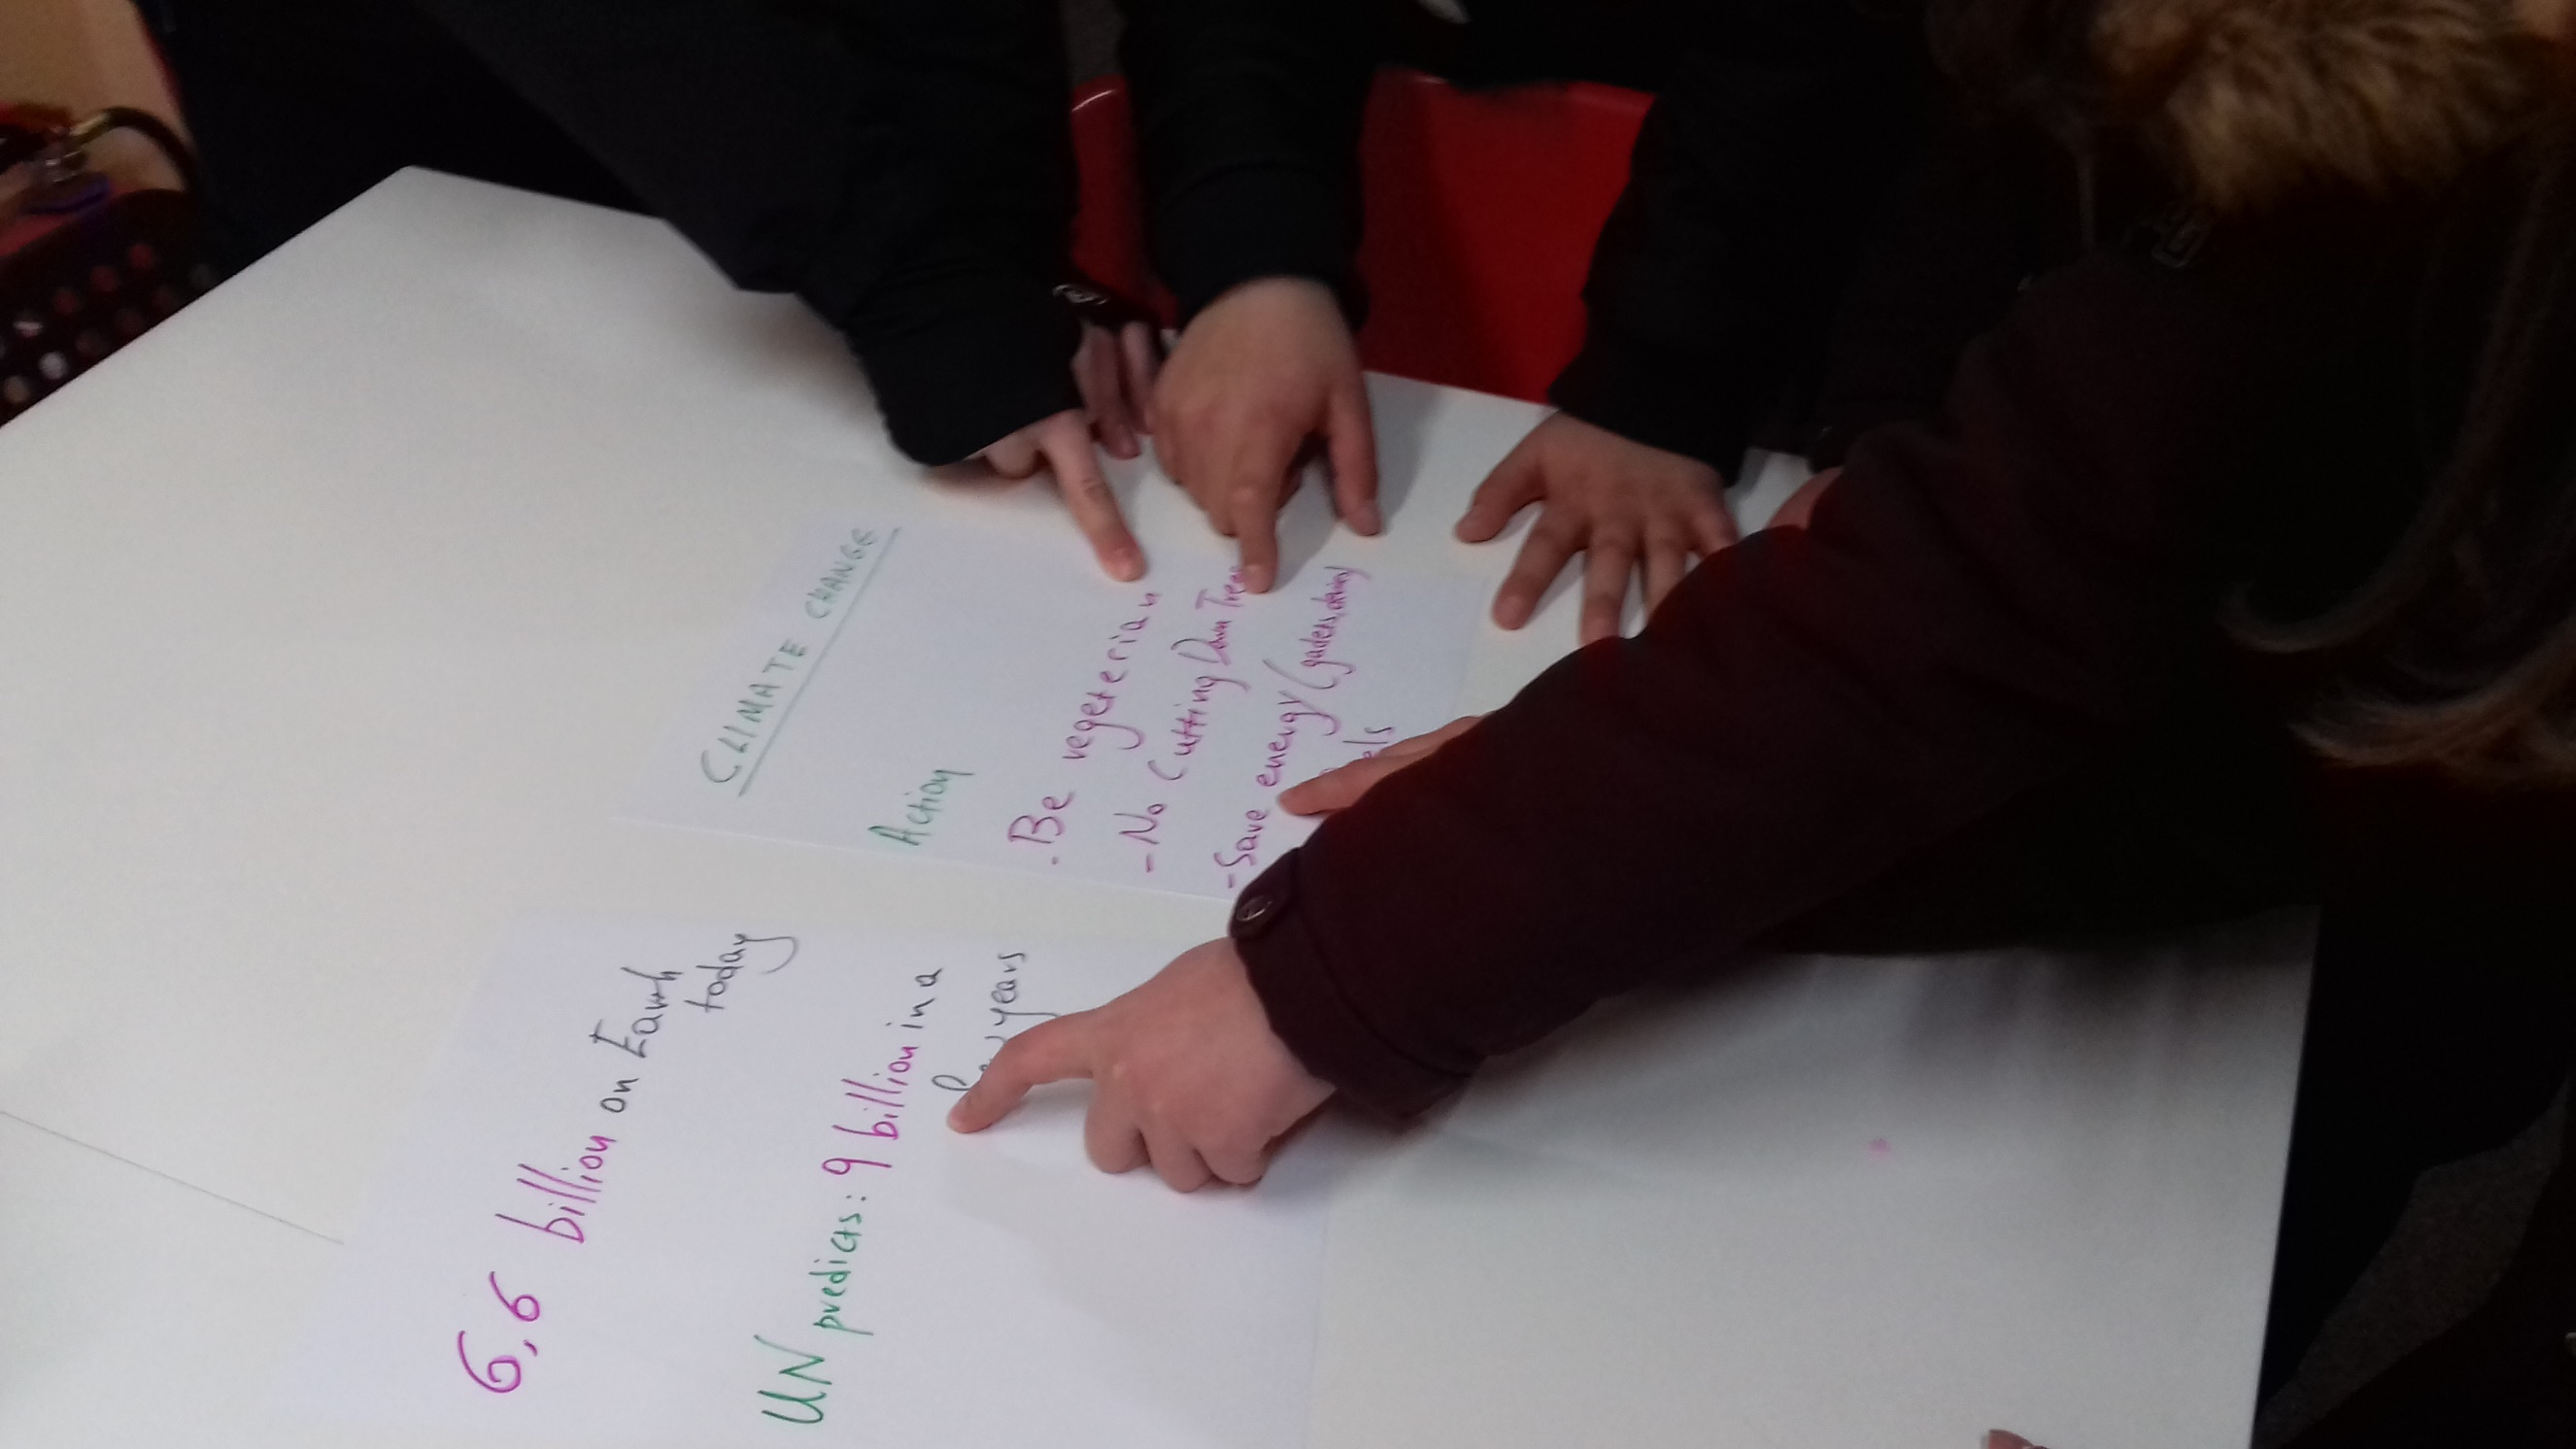 CLIMATE CHANGE
Action
. Be vegeterian
- No Cutting Down Trees
- Save energy (
els
6,6 billion on Earth
today
UN predicts: 9 billion in a
years